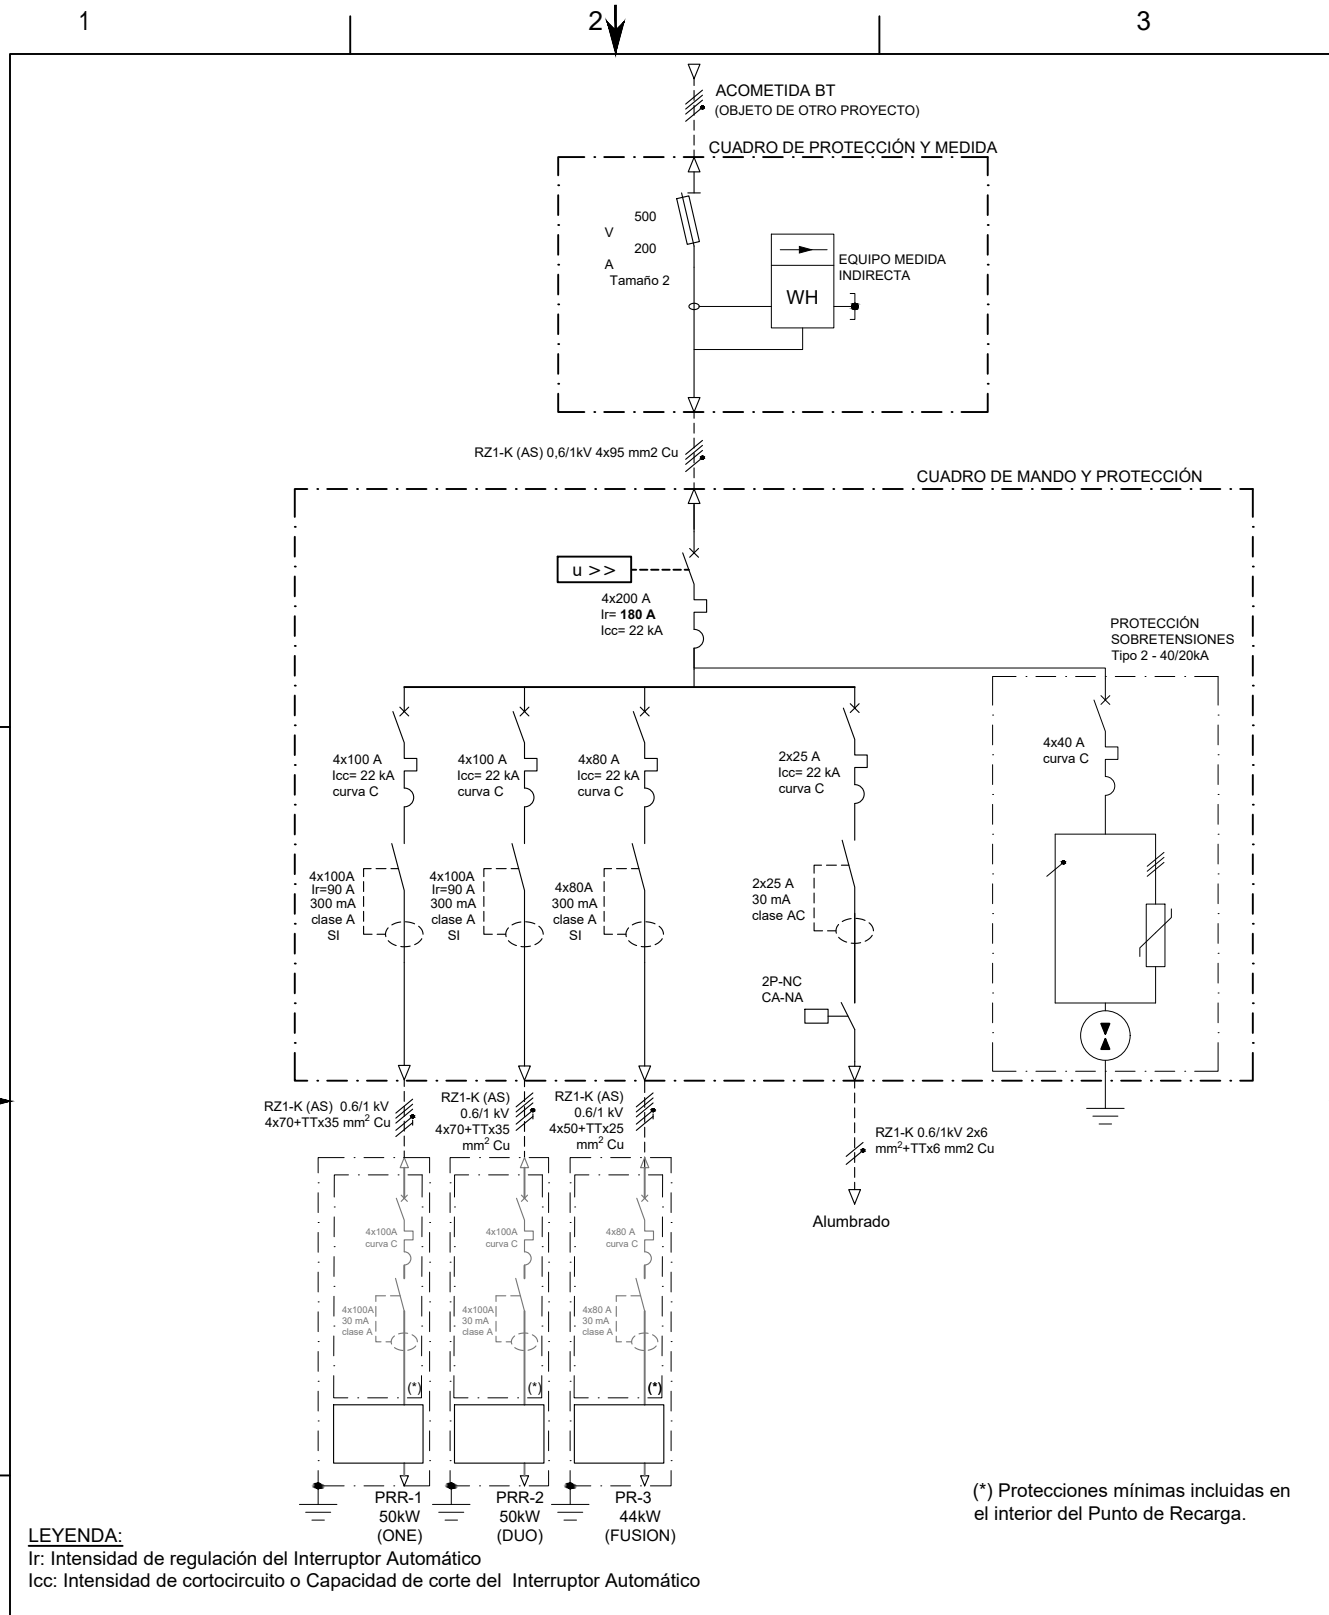 1
2
3
ACOMETIDA BT
(OBJETO DE OTRO PROYECTO)
CUADRO DE PROTECCIÓN Y MEDIDA
500
V
200
A
Tamaño 2
EQUIPO MEDIDA
INDIRECTA
WH
RZ1-K (AS) 0,6/1kV 4x95 mm2 Cu
CUADRO DE MANDO Y PROTECCIÓN
u >>
4x200 A
Ir= 180 A
Icc= 22 kA
PROTECCIÓN
SOBRETENSIONES
Tipo 2 - 40/20kA
4x100 A
Icc= 22 kA
curva C
4x100 A
Icc= 22 kA
curva C
4x80 A
Icc= 22 kA
curva C
2x25 A
Icc= 22 kA
curva C
4x40 A
curva C
4x100A
Ir=90 A
300 mA
clase A
SI
4x100A
Ir=90 A
300 mA
clase A
SI
4x80A
300 mA
clase A
SI
2x25 A
30 mA
clase AC
2P-NC
CA-NA
RZ1-K (AS) 0.6/1 kV
4x70+TTx35 mm² Cu
RZ1-K (AS)
0.6/1 kV
4x70+TTx35
mm² Cu
RZ1-K (AS)
0.6/1 kV
4x50+TTx25
mm² Cu
RZ1-K 0.6/1kV 2x6
mm²+TTx6 mm2 Cu
Alumbrado
4x100A
curva C
4x100A
curva C
4x80 A
curva C
4x100A
30 mA
clase A
4x100A
30 mA
clase A
4x80 A
30 mA
clase A
(*)
(*)
(*)
PRR-1
50kW
(ONE)
PRR-2
50kW
(DUO)
PR-3
44kW
(FUSION)
(*) Protecciones mínimas incluidas en
el interior del Punto de Recarga.
LEYENDA:
Ir: Intensidad de regulación del Interruptor Automático
Icc: Intensidad de cortocircuito o Capacidad de corte del Interruptor Automático